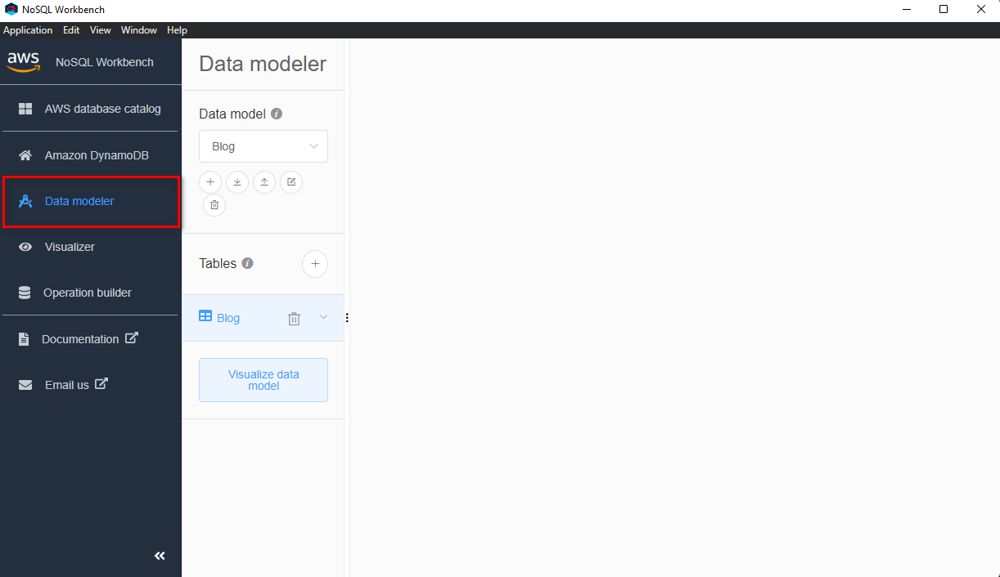 NoSQL Workbench
Application Edit View Window Help
aws NoSQL Workbench
AWS database catalog
Amazon DynamoDB
Data modeler
Visualizer
Operation builder
Documentation
Email us
Data modeler
Data model
Blog
Tables
Blog
Visualize data
model